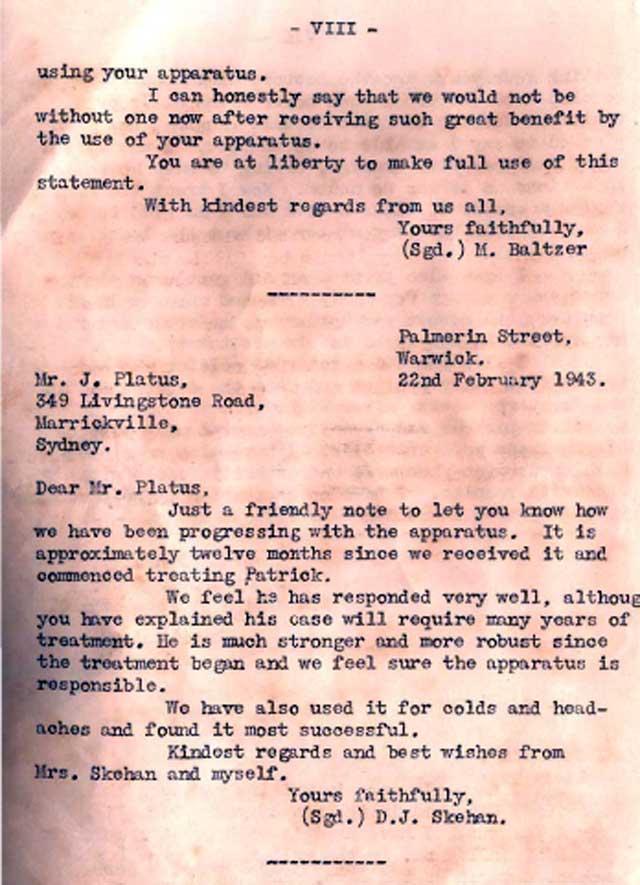 - VIII -
using your apparatus.
I can honestly say that we would not be
without one now after receiving such great benefit by
the use of your apparatus.
You are at liberty to make full use of this
statement.
With kindest regards from us all,
Yours faithfully,
(Sgd.) M. Baltzer
----------
Palmerin Street,
Warwick.
22nd February 1943.
Mr. J. Platus,
349 Livingstone Road,
Marrickville,
Sydney.
Dear Mr. Platus,
Just a friendly note to let you know how
we have been progressing with the apparatus. It is
approximately twelve months since we received it and
commenced treating Patrick.
We feel he has responded very well, althoug
you have explained his case will require many years of
treatment. He is much stronger and more robust since
the treatment began and we feel sure the apparatus is
responsible.
We have also used it for colds and head-
aches and found it most successful.
Kindest regards and best wishes from
Mrs. Skehan and myself.
Yours faithfully,
(Sgd.) D.J. Skehan.
-----------